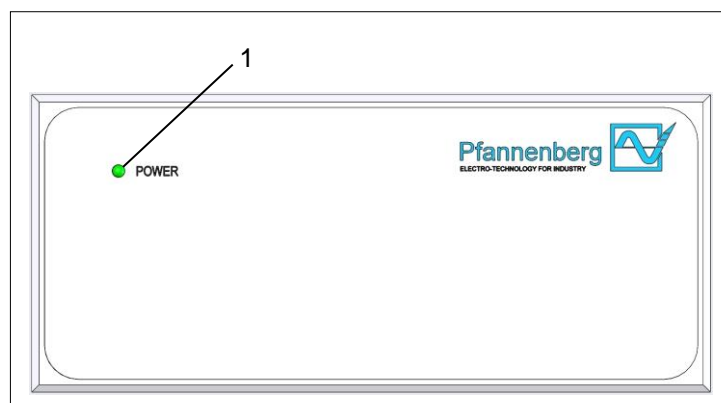 1
POWER
Pfannenberg
ELECTRO-TECHNOLOGY FOR INDUSTRY